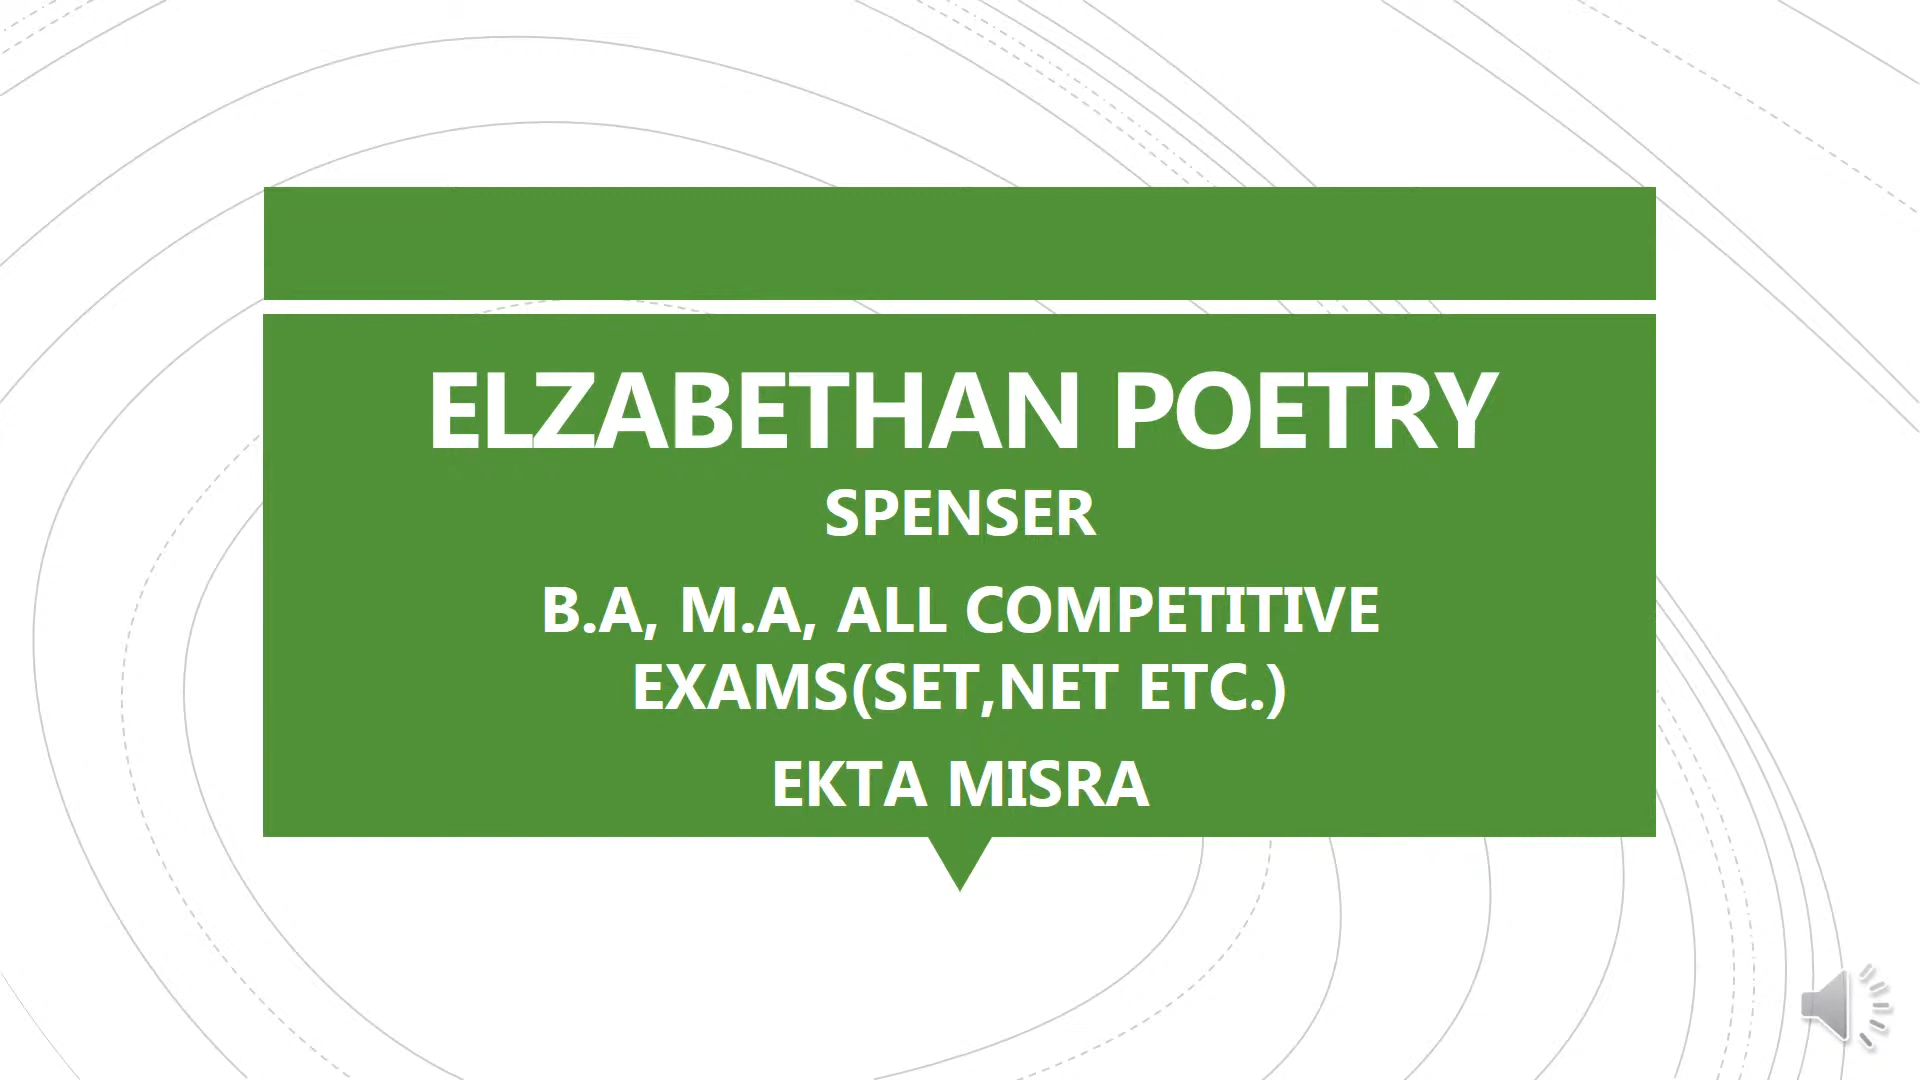 ELZABETHAN POETRY
SPENSER
B.A, M.A, ALL COMPETITIVE
EXAMS(SET,NET ETC.)
EKTA MISRA